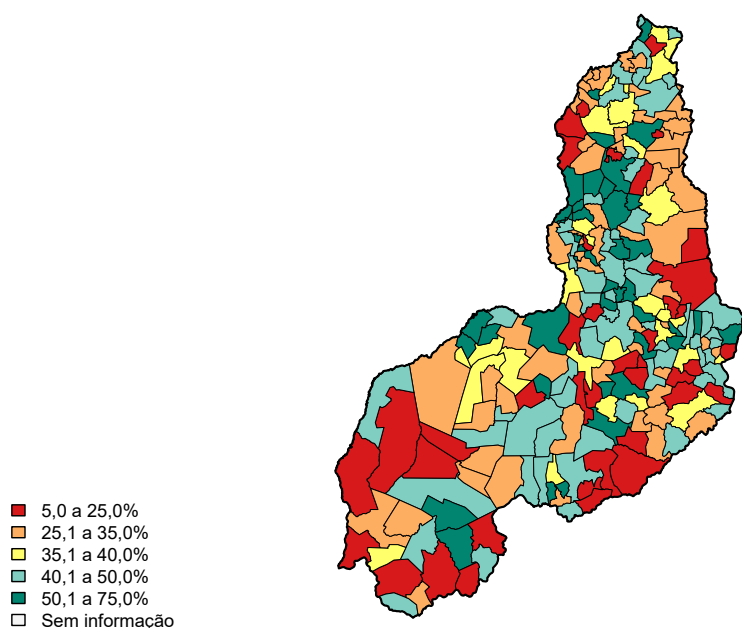 5,0 a 25,0%
25,1 a 35,0%
35,1 a 40,0%
40,1 a 50,0%
50,1 a 75,0%
Sem informação